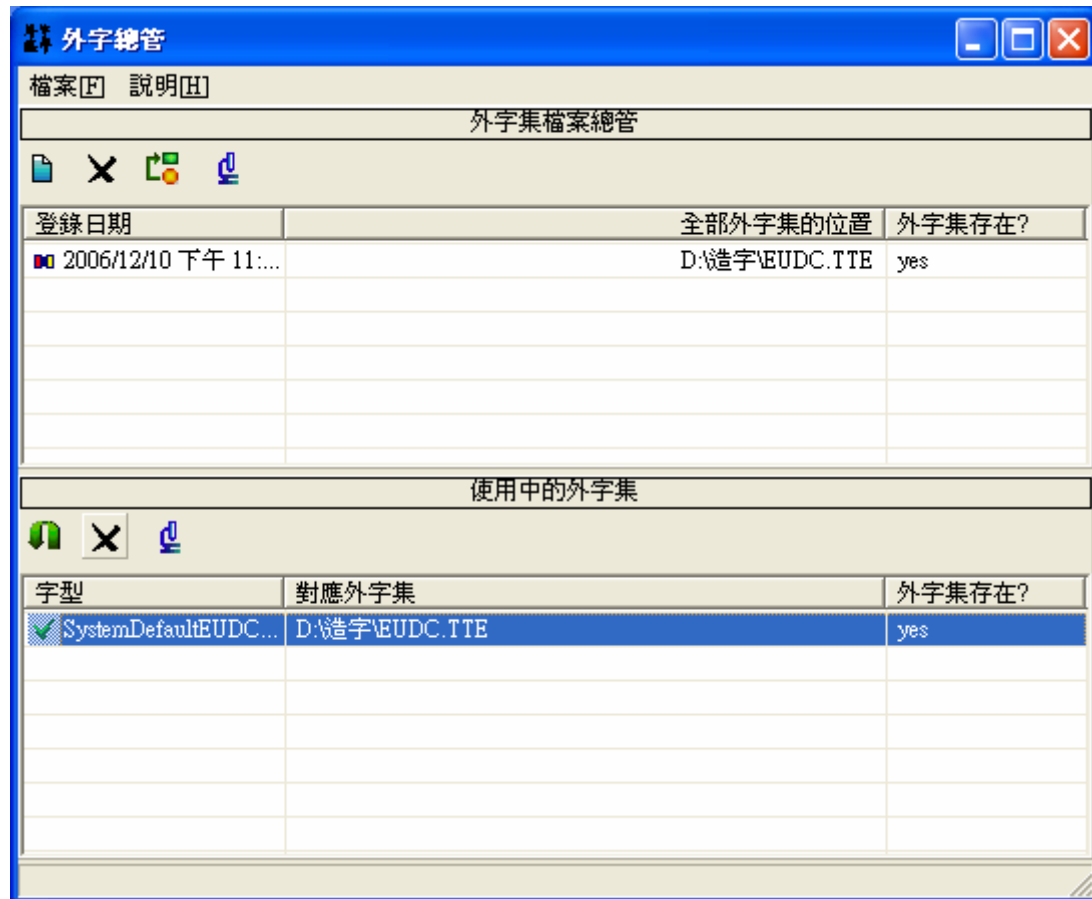 外字總管
檔案[F] 說明[H]
外字集檔案總管
登錄日期 全部外字集的位置 外字集存在?
2006/12/10 下午 11:... D:\造字\EUDC.TTE yes
使用中的外字集
字型 對應外字集 外字集存在?
SystemDefaultEUDC... D:\造字\EUDC.TTE yes